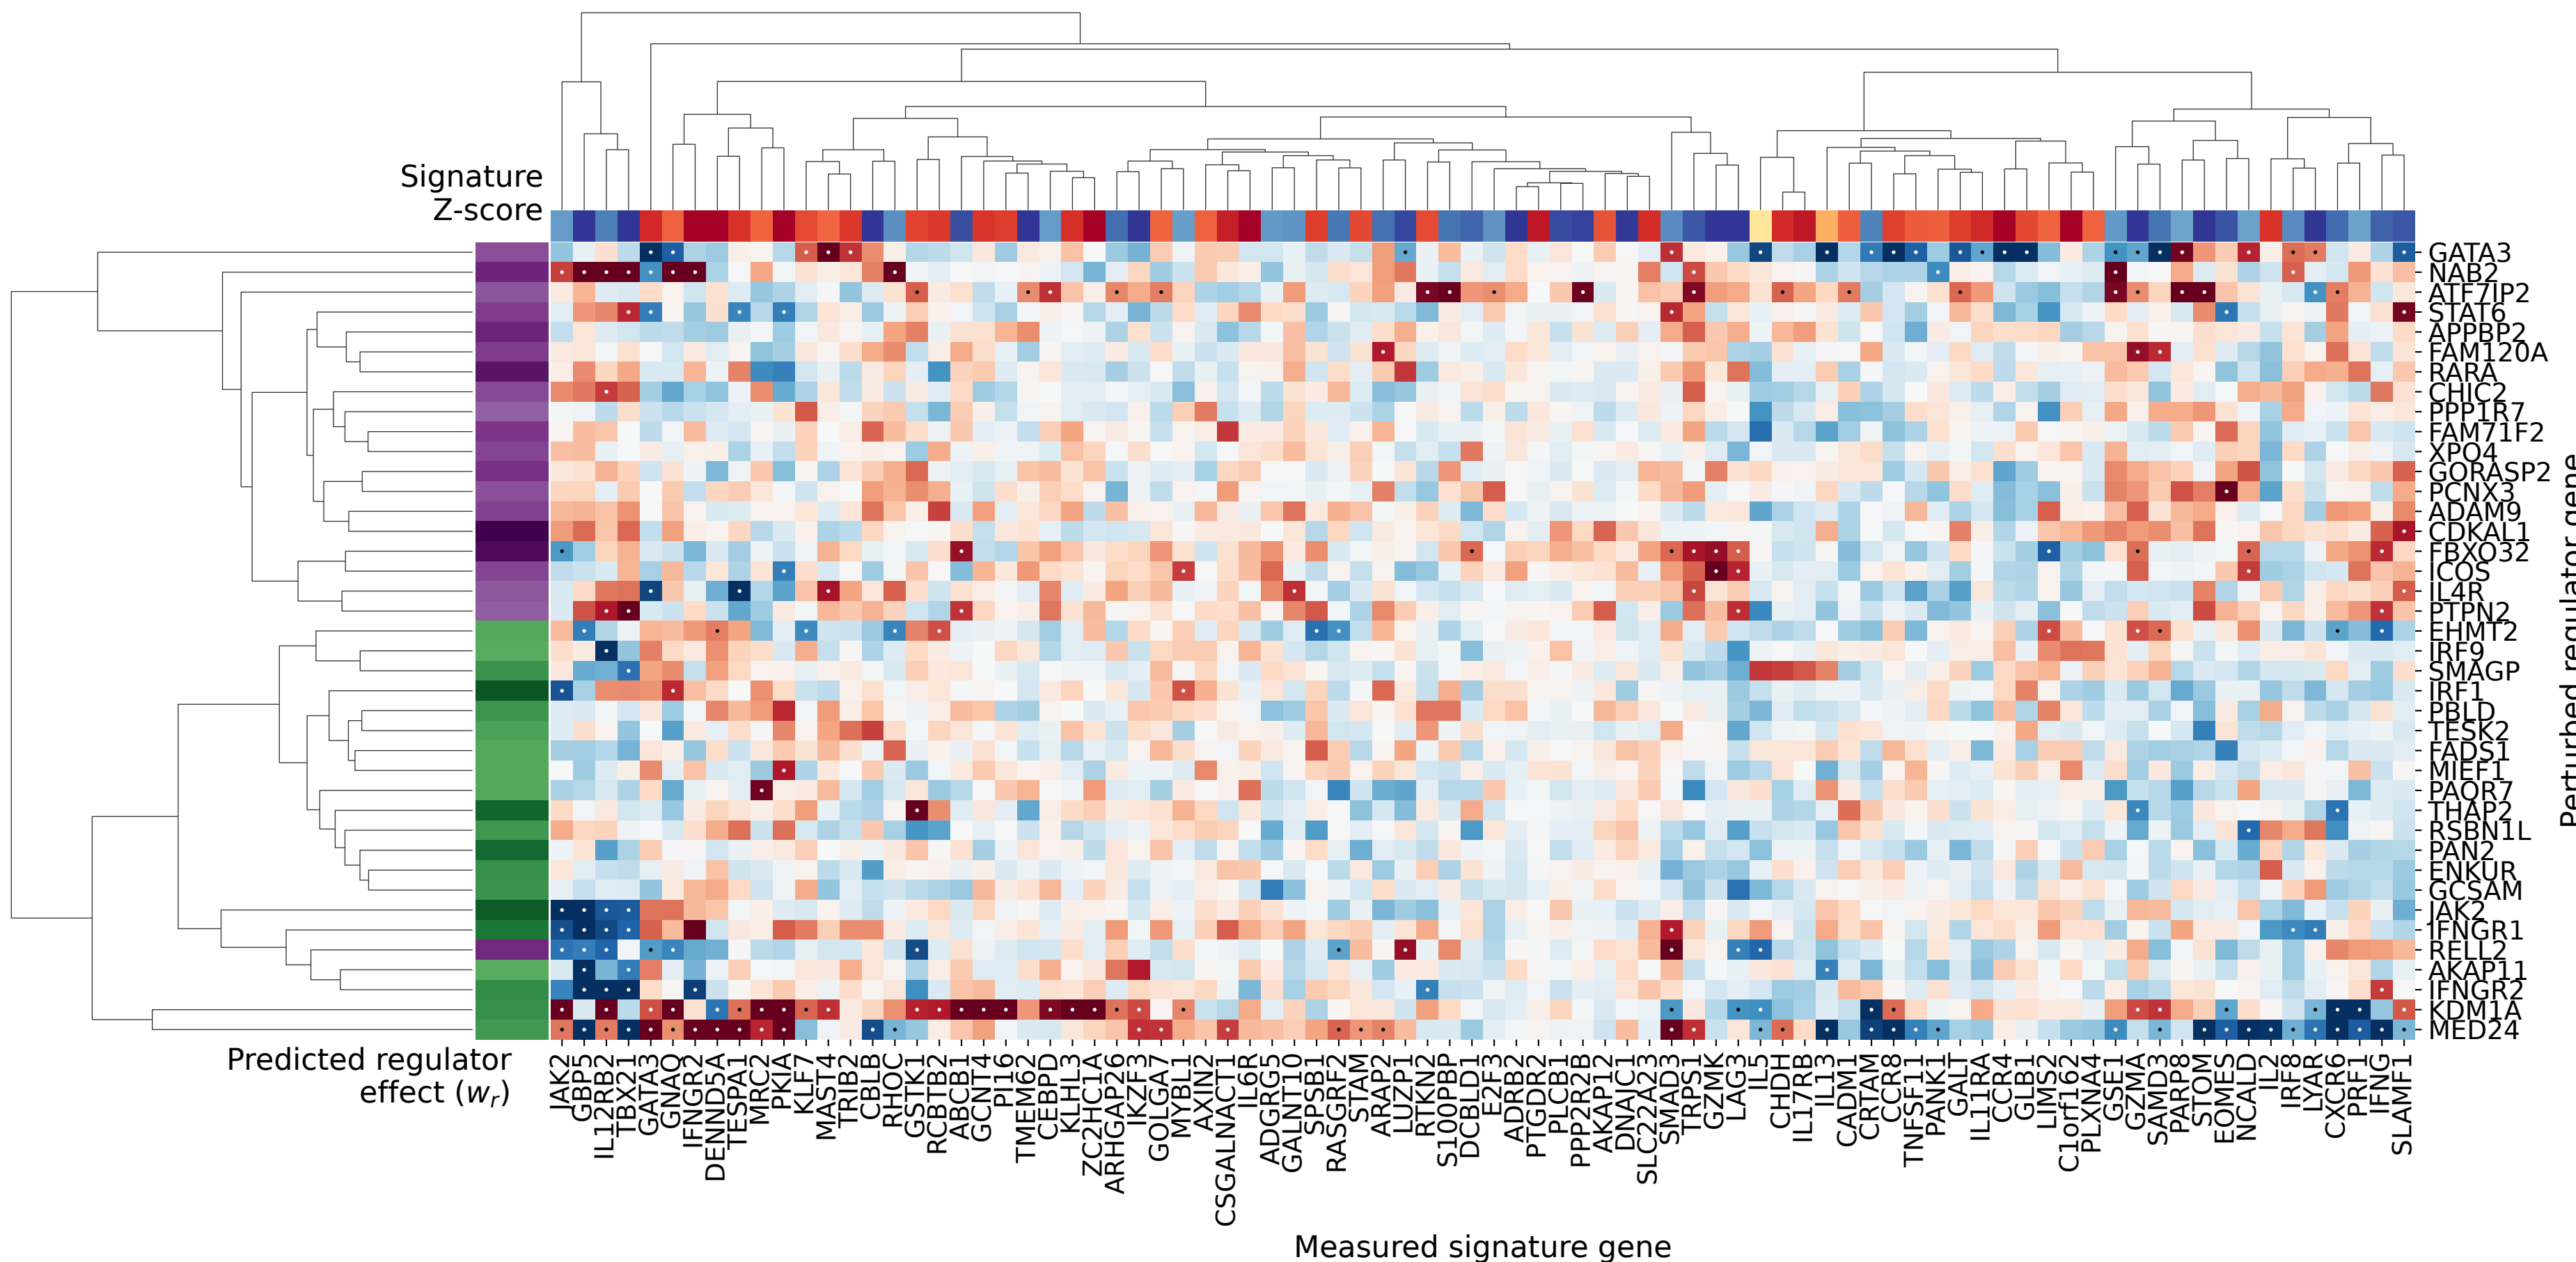 Signature
Z-score
GATA3
NAB2
ATF7IP2
STAT6
APPBP2
FAM120A
RARA
CHIC2
PPP1R7
FAM71F2
XPO4
GORASP2
PCNX3
ADAM9
CDKAL1
FBXO32
ICOS
IL4R
PTPN2
EHMT2
IRF9
SMAGP
IRF1
PBLD
TESK2
FADS1
MIEF1
PAQR7
THAP2
RSBN1L
PAN2
ENKUR
GCSAM
JAK2
IFNGR1
RELL2
AKAP11
IFNGR2
KDM1A
MED24
Perturbed regulator gene
Predicted regulator
effect (wr)
JAK2
GBP5
IL12RB2
TBX21
GATA3
GNAO1
IFNGR2
DENND5A
TESPA1
MRC2
PKIA
KLF7
MAST4
TRIB2
CBLB
RHOC
GSTK1
RCBTB2
ABCB1
GCNT4
PI16
TMEM62
CEBPD
KLHL3
ZC2HC1A
ARHGAP26
IKZF3
GOLGA7
MYBL1
AXIN2
CSGALNACT1
IL6R
ADGRG5
GALNT10
SPSB1
RASGRF2
STAM
ARAP2
LUZP1
RTKN2
S100PBP
DCBLD1
E2F3
ADRB2
PTGDR2
PLCB1
PPP2R2B
AKAP12
DNAJC1
SLC22A23
SMAD3
TRPS1
GZMK
LAG3
IL5
CHDH
IL17RB
IL13
CADM1
CRTAM
CCR8
TNFSF11
PANK1
GALT
IL11RA
CCR4
GLB1
LIMS2
C1orf162
PLXNA4
GSE1
GZMA
SAMD3
PARP8
STOM
EOMES
NCALD
IL2
IRF8
LYAR
CXCR6
PRF1
IFNG
SLAMF1
Measured signature gene